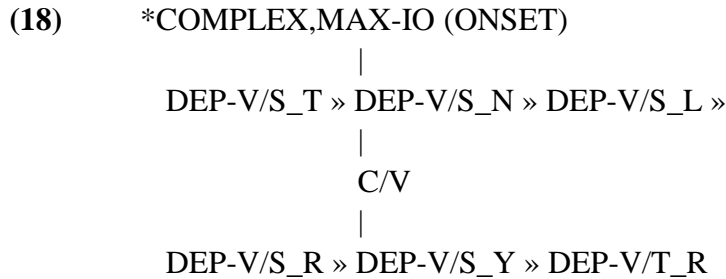 (18) *COMPLEX,MAX-IO (ONSET)
|
DEP-V/S_T » DEP-V/S_N » DEP-V/S_L »
|
C/V
|
DEP-V/S_R » DEP-V/S_Y » DEP-V/T_R